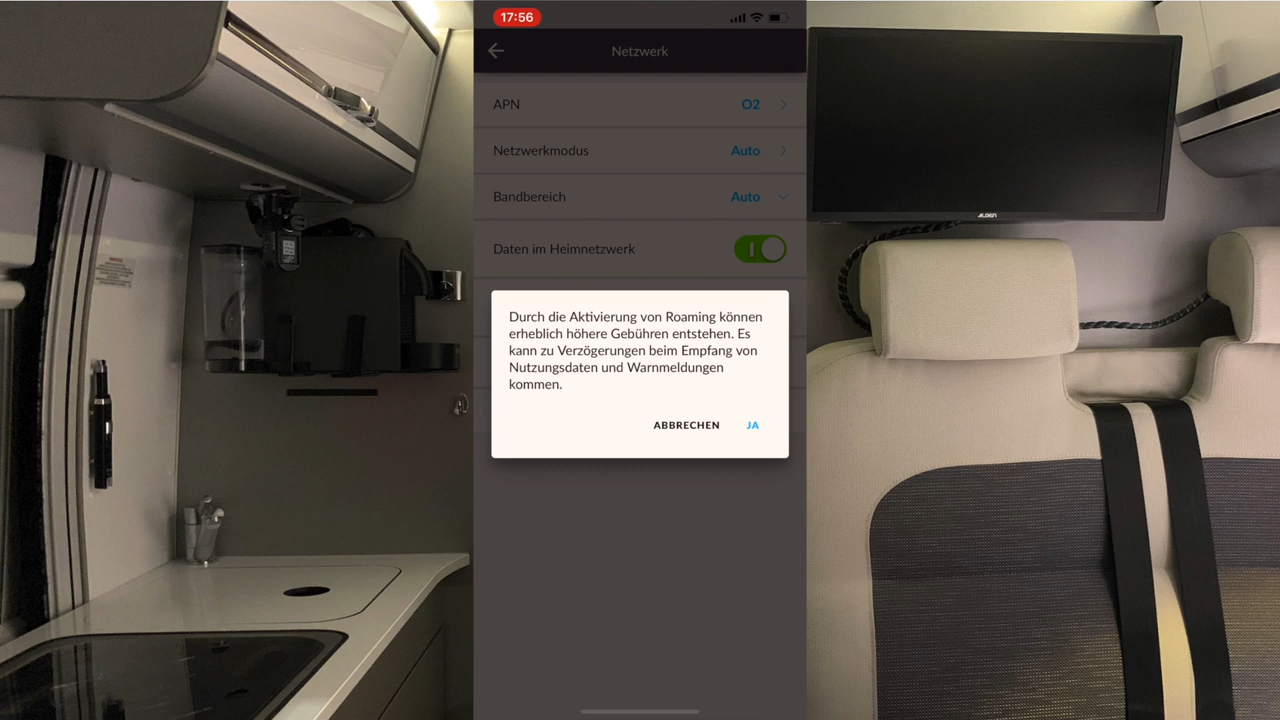 17:56
Netzwerk
APN O2
Netzwerkmodus Auto
Bandbereich Auto
Daten im Heimnetzwerk
Durch die Aktivierung von Roaming können
erheblich höhere Gebühren entstehen. Es
kann zu Verzögerungen beim Empfang von
Nutzungsdaten und Warnmeldungen
kommen.
ABBRECHEN JA
ALDEN